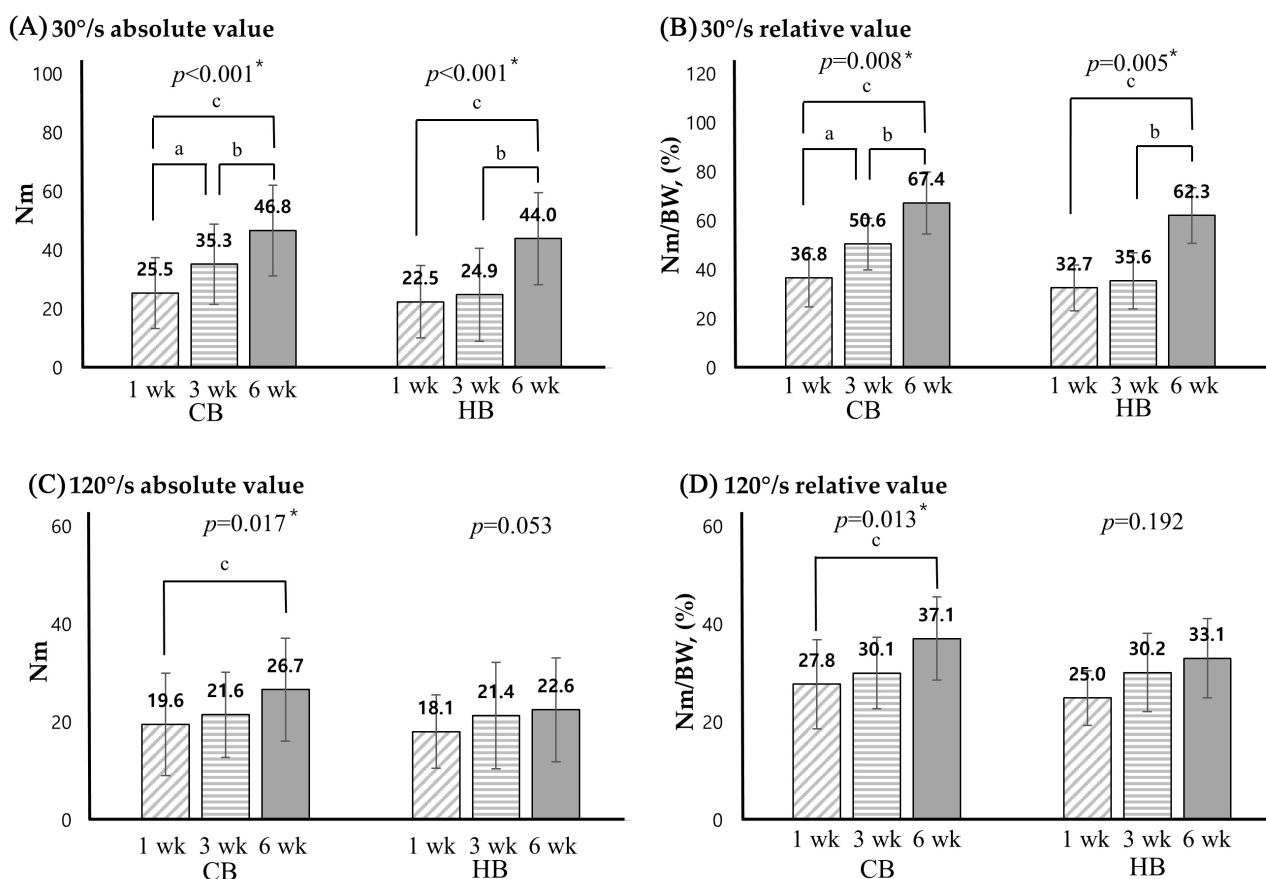 (A) 30°/s absolute value
Nm
100
80
60
40
20
0
p<0.001*
c
a
b
25.5
35.3
46.8
1 wk 3 wk 6 wk
CB
p<0.001*
c
b
22.5
24.9
44.0
1 wk 3 wk 6 wk
HB
(B) 30°/s relative value
Nm/BW, (%)
120
100
80
60
40
20
0
p=0.008*
c
a
b
36.8
50.6
67.4
1 wk 3 wk 6 wk
CB
p=0.005*
c
b
32.7
35.6
62.3
1 wk 3 wk 6 wk
HB
(C) 120°/s absolute value
Nm
60
40
20
0
p=0.017*
c
19.6
21.6
26.7
1 wk 3 wk 6 wk
CB
p=0.053
18.1
21.4
22.6
1 wk 3 wk 6 wk
HB
(D) 120°/s relative value
Nm/BW, (%)
60
40
20
0
p=0.013*
c
27.8
30.1
37.1
1 wk 3 wk 6 wk
CB
p=0.192
25.0
30.2
33.1
1 wk 3 wk 6 wk
HB